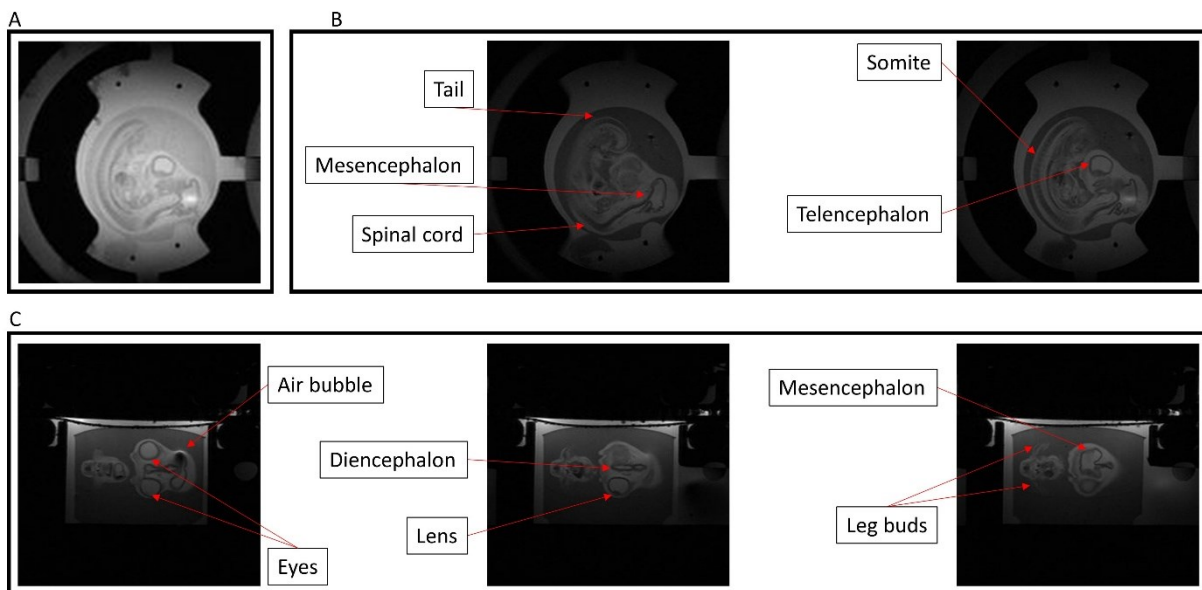 A
B
Tail
Mesencephalon
Spinal cord
Somite
Telencephalon
C
Air bubble
Eyes
Diencephalon
Lens
Mesencephalon
Leg buds